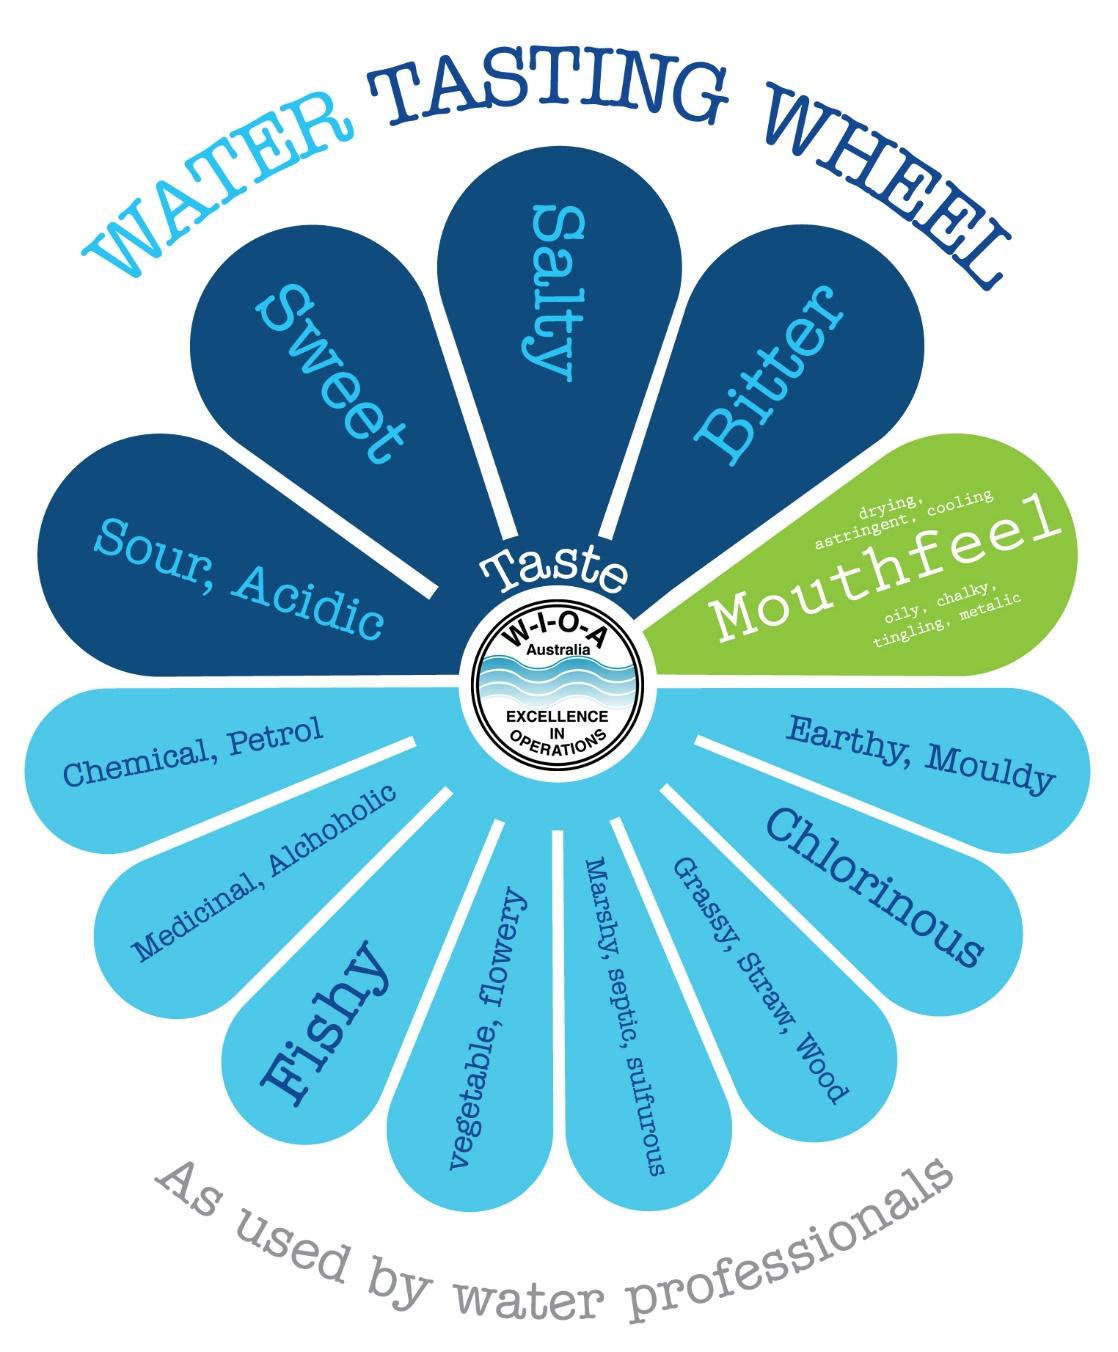 WATER TASTING WHEEL
Sour, Acidic
Sweet
Salty
Bitter
drying,
astringent, cooling
Mouthfeel
oily, chalky,
tingling, metalic
Taste
W-I-O-A
Australia
EXCELLENCE
IN
OPERATIONS
Earthy, Mouldy
Chlorinous
Grassy, Straw, Wood
Marshy, septic, sulfurous
vegetable, flowery
Fishy
Medicinal, Alchoholic
Chemical, Petrol
As used by water professionals